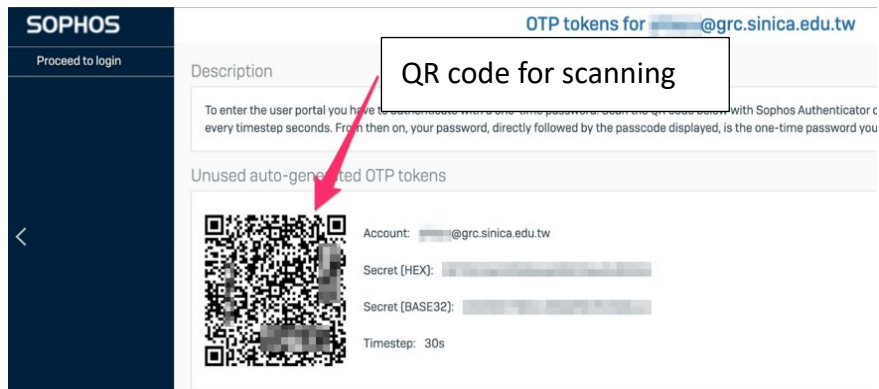 SOPHOS
OTP tokens for @grc.sinica.edu.tw
Proceed to login
QR code for scanning
Description
To enter the user portal you have to authenticate with a one-time password. Scan the QR code below with Sophos Authenticator
every timestep seconds. From then on, your password, directly followed by the passcode displayed, is the one-time password you
Unused auto-generated OTP tokens
Account: @grc.sinica.edu.tw
Secret (HEX):
Secret (BASE32):
Timestep: 30s